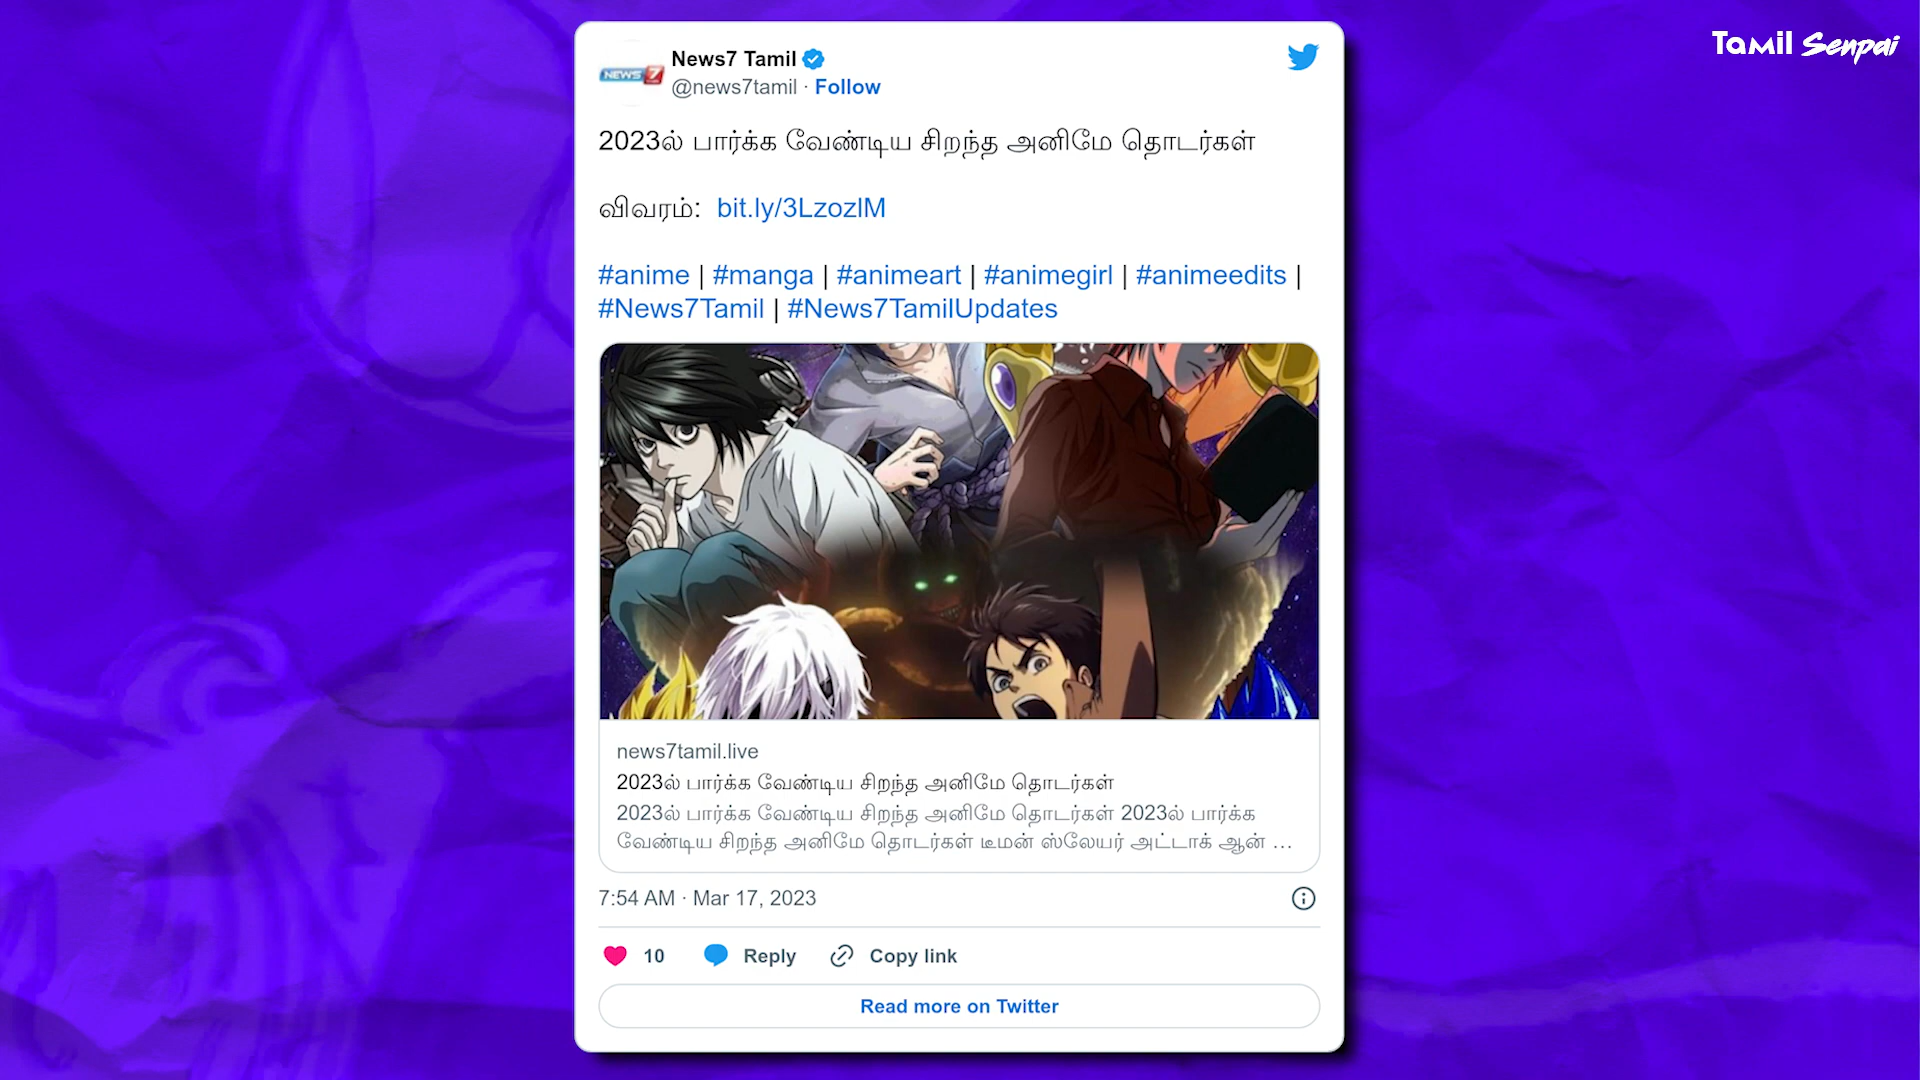 Tamil Senpai
News7 Tamil
NEWS 7
@news7tamil · Follow
2023ல் பார்க்க வேண்டிய சிறந்த அனிமே தொடர்கள்
விவரம்: bit.ly/3LzozlM
#anime | #manga | #animeart | #animegirl | #animeedits |
#News7Tamil | #News7TamilUpdates
news7tamil.live
2023ல் பார்க்க வேண்டிய சிறந்த அனிமே தொடர்கள்
2023ல் பார்க்க வேண்டிய சிறந்த அனிமே தொடர்கள் 2023ல் பார்க்க
வேண்டிய சிறந்த அனிமே தொடர்கள் டீமன் ஸ்லேயர் அட்டாக் ஆன் ...
7:54 AM · Mar 17, 2023
10 Reply Copy link
Read more on Twitter